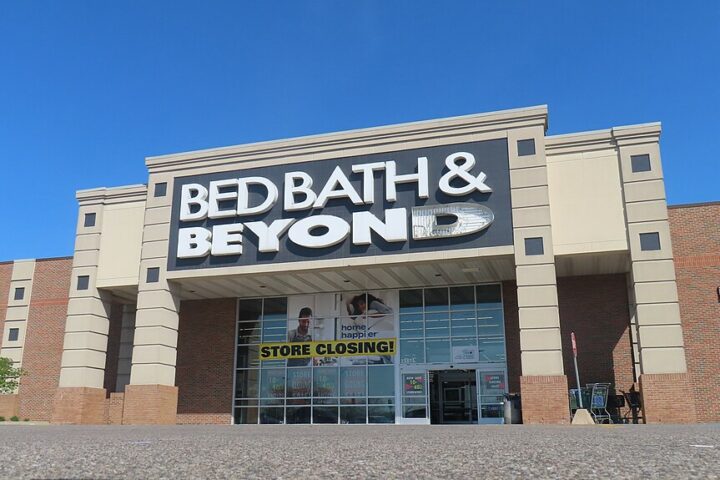 BED BATH &
BEYOND
home,
happier
STORE CLOSING!